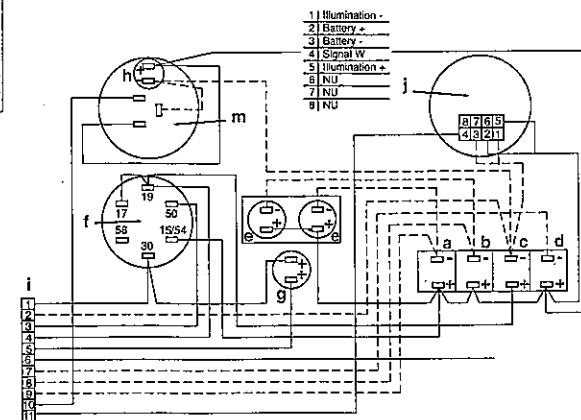 1 Illumination -
2 Battery +
3 Battery -
4 Signal W
5 Illumination +
6 NU
7 NU
8 NU
h
+
-
m
j
8 7 6 5
4 3 2 1
19
17
50
58
15/54
30
f
- -
+ +
e e
+
g
a b c d
- - - -
+ + + +
i
1
2
3
4
5
6
7
8
9
10
11